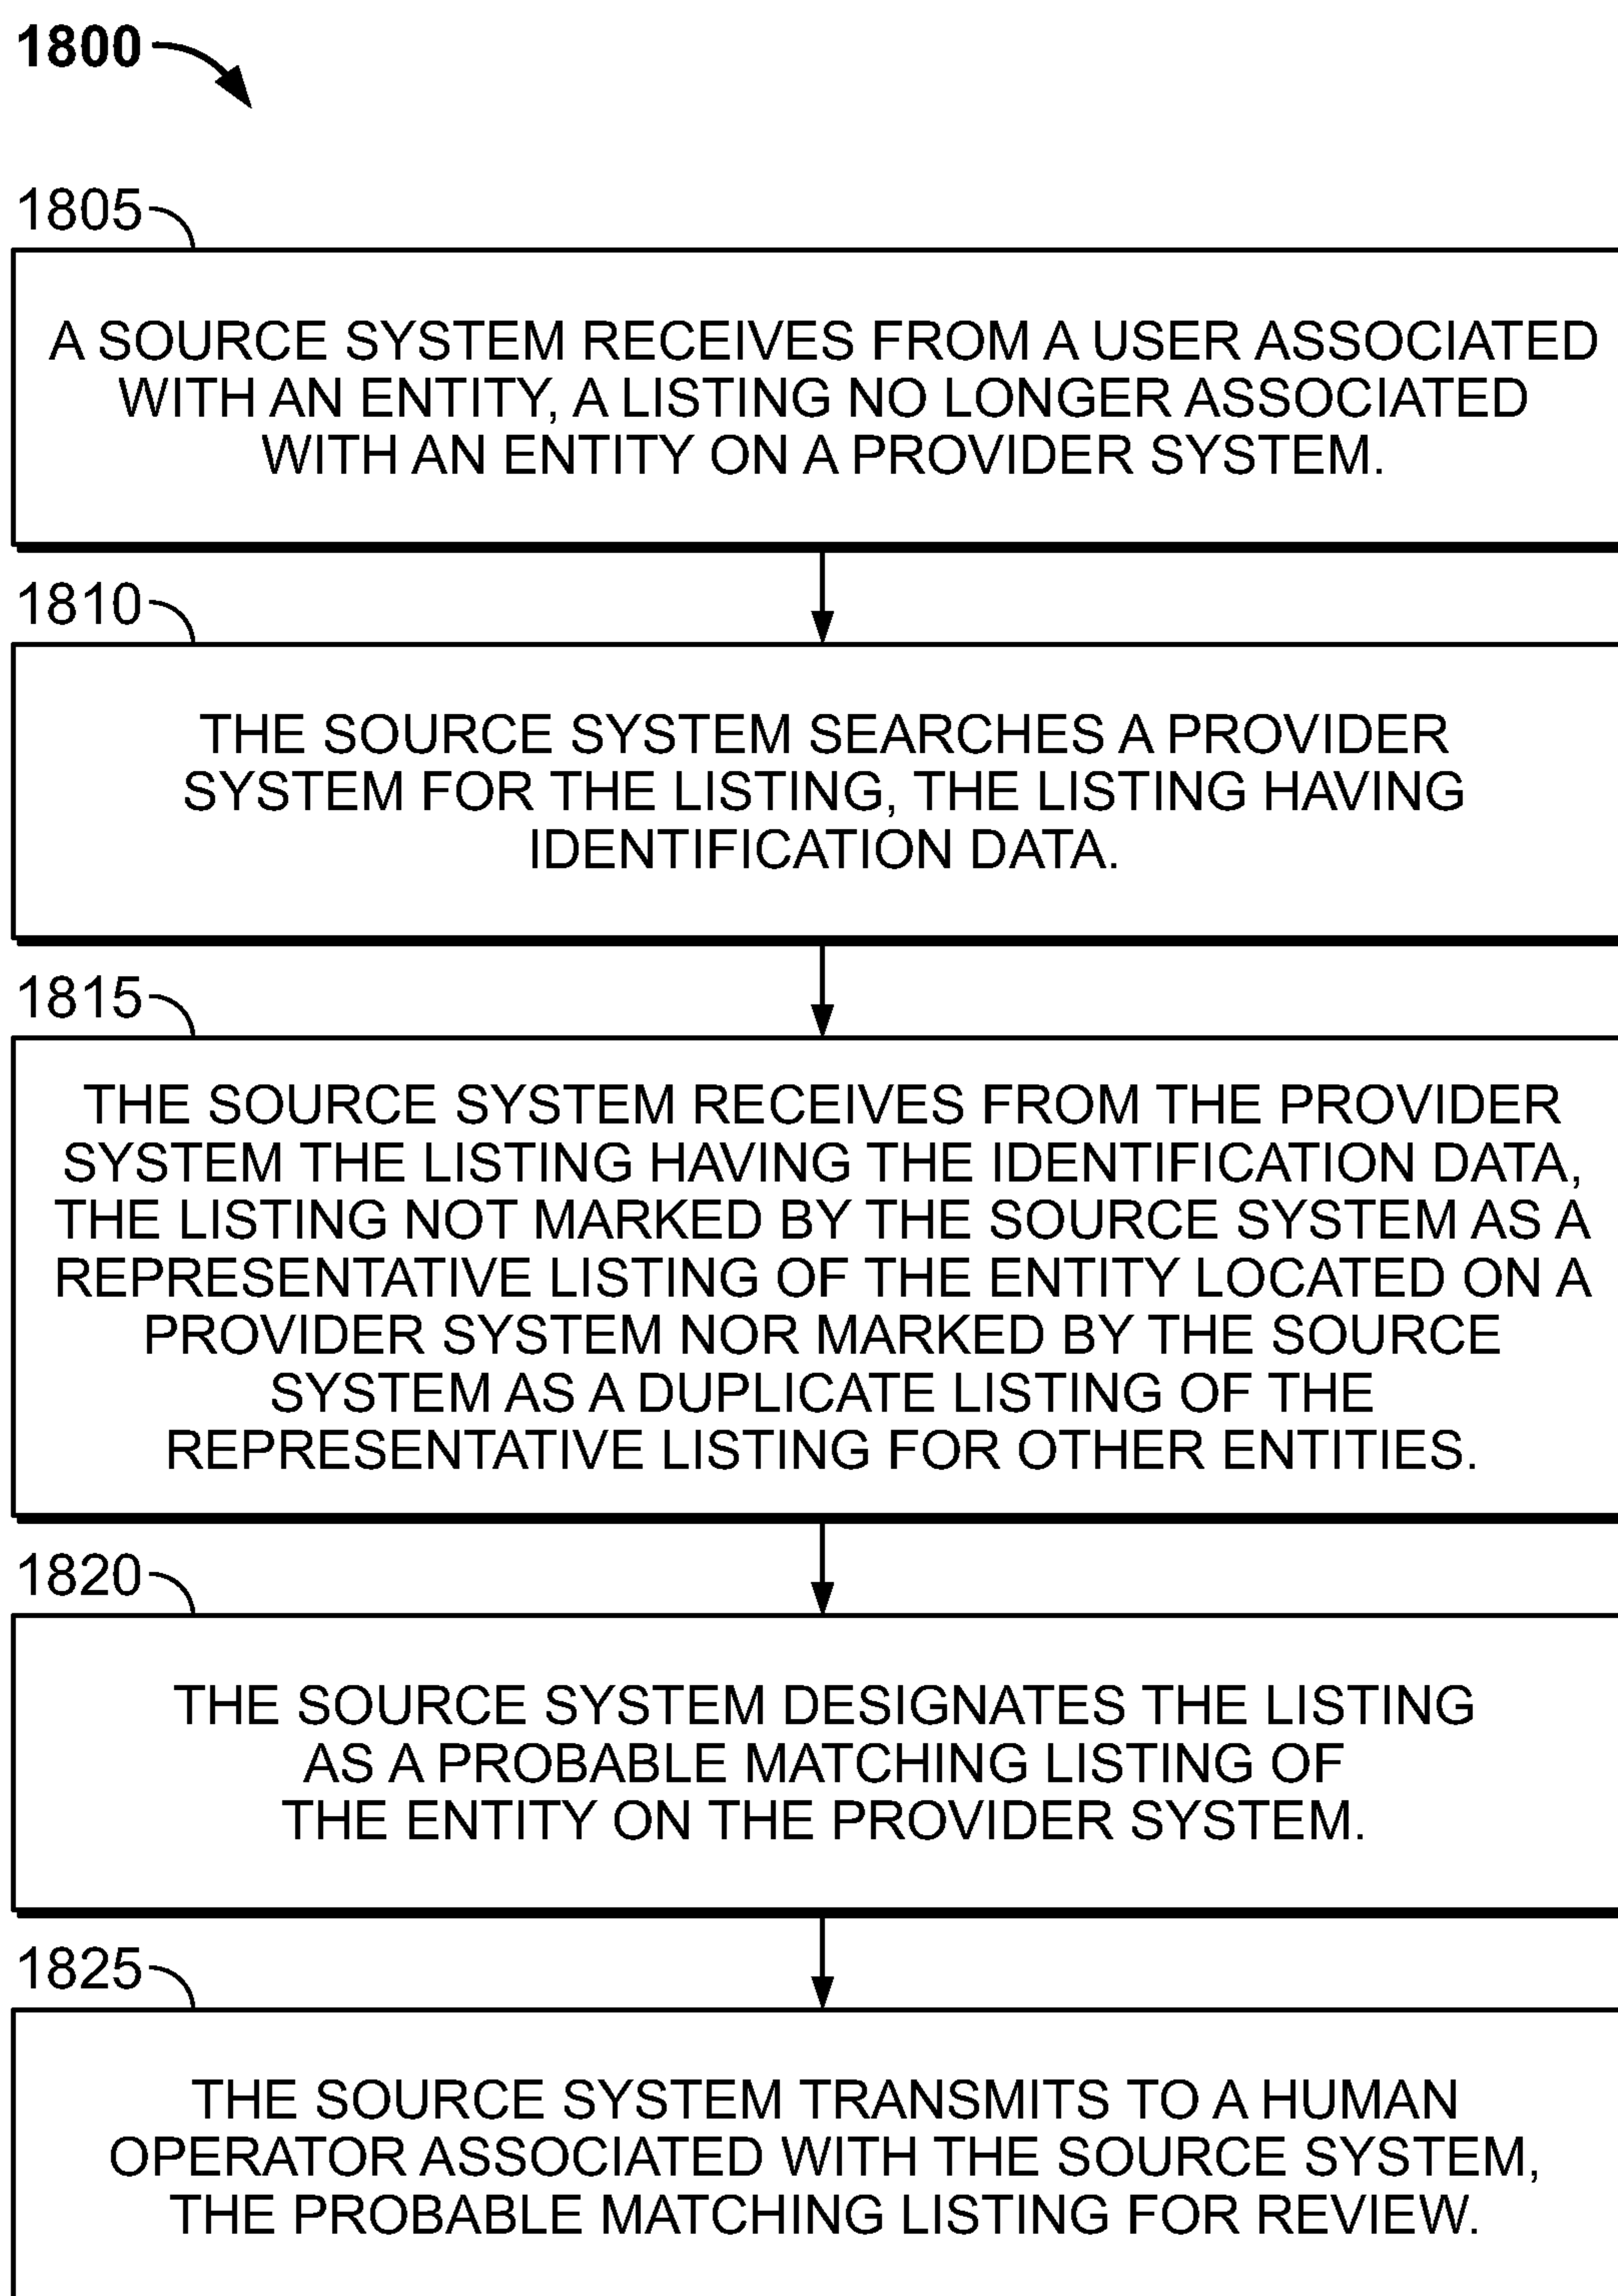 1800
1805
A SOURCE SYSTEM RECEIVES FROM A USER ASSOCIATED
WITH AN ENTITY, A LISTING NO LONGER ASSOCIATED
WITH AN ENTITY ON A PROVIDER SYSTEM.
1810
THE SOURCE SYSTEM SEARCHES A PROVIDER
SYSTEM FOR THE LISTING, THE LISTING HAVING
IDENTIFICATION DATA.
1815
THE SOURCE SYSTEM RECEIVES FROM THE PROVIDER
SYSTEM THE LISTING HAVING THE IDENTIFICATION DATA,
THE LISTING NOT MARKED BY THE SOURCE SYSTEM AS A
REPRESENTATIVE LISTING OF THE ENTITY LOCATED ON A
PROVIDER SYSTEM NOR MARKED BY THE SOURCE
SYSTEM AS A DUPLICATE LISTING OF THE
REPRESENTATIVE LISTING FOR OTHER ENTITIES.
1820
THE SOURCE SYSTEM DESIGNATES THE LISTING
AS A PROBABLE MATCHING LISTING OF
THE ENTITY ON THE PROVIDER SYSTEM.
1825
THE SOURCE SYSTEM TRANSMITS TO A HUMAN
OPERATOR ASSOCIATED WITH THE SOURCE SYSTEM,
THE PROBABLE MATCHING LISTING FOR REVIEW.